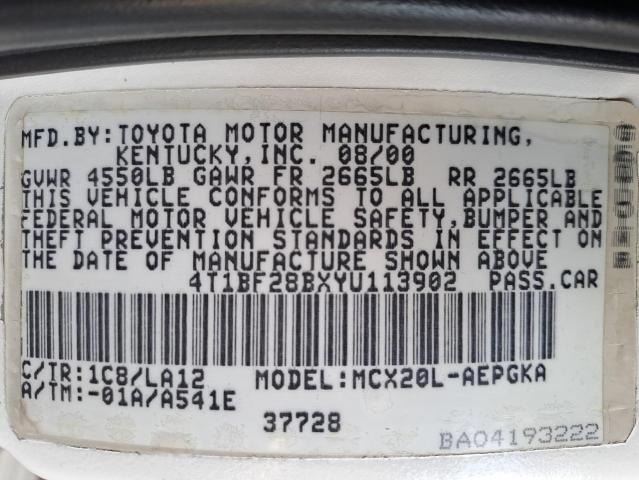 MFD.BY:TOYOTA MOTOR MANUFACTURING,
KENTUCKY,INC. 08/00
GVWR 4550LB GAWR FR 2665LB RR 2665LB
THIS VEHICLE CONFORMS TO ALL APPLICABLE
FEDERAL MOTOR VEHICLE SAFETY,BUMPER AND
THEFT PREVENTION STANDARDS IN EFFECT ON
THE DATE OF MANUFACTURE SHOWN ABOVE
4T1BF28BXYU113902 PASS.CAR
C/TR:1C8/LA12 MODEL:MCX20L-AEPGKA
A/TM:-01A/A541E
37728
BA04193222